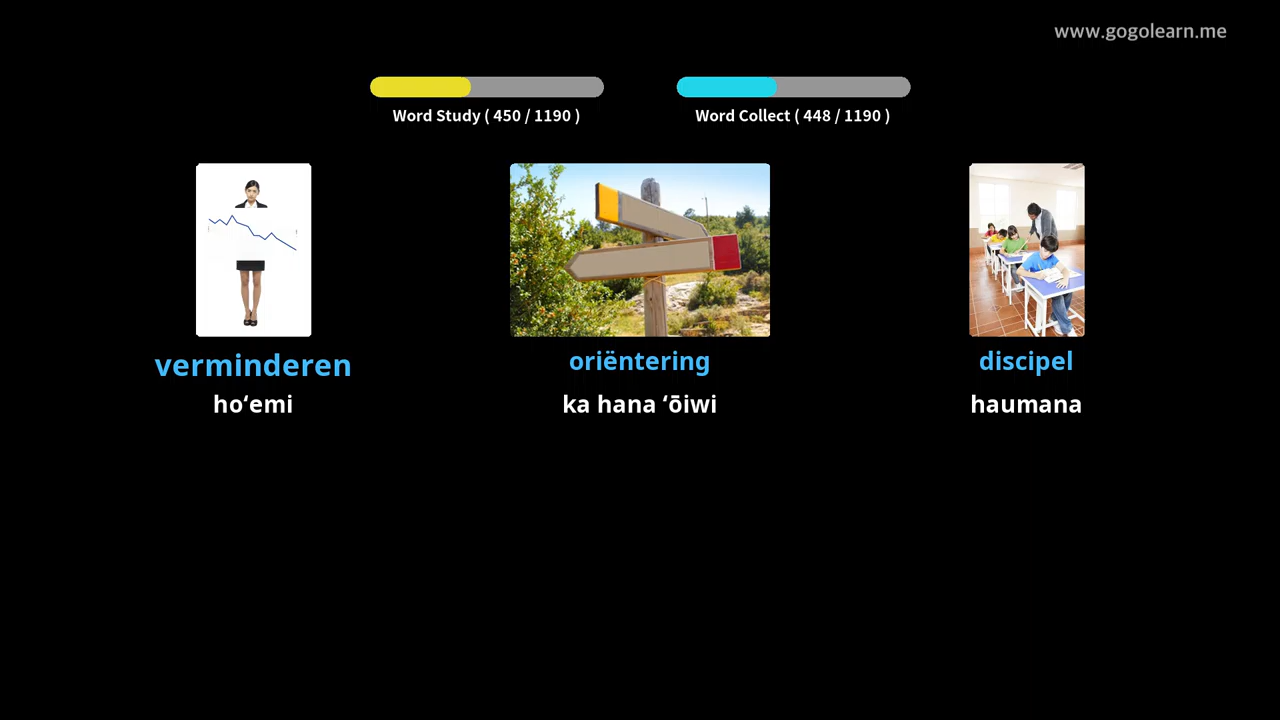 www.gogolearn.me
Word Study ( 450 / 1190 )
Word Collect ( 448 / 1190 )
verminderen
oriëntering
discipel
hoʻemi
ka hana ʻōiwi
haumana